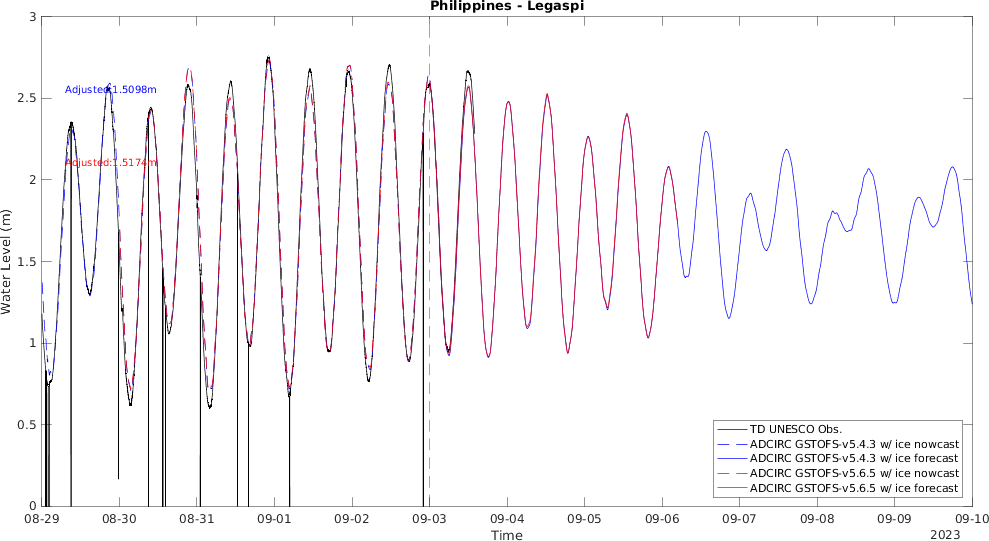 Philippines - Legaspi
3
2.5
2
1.5
1
0.5
0
Water Level (m)
Adjusted:1.5098m
Adjusted:1.5174m
TD UNESCO Obs.
ADCIRC GSTOFS-v5.4.3 w/ ice nowcast
ADCIRC GSTOFS-v5.4.3 w/ ice forecast
ADCIRC GSTOFS-v5.6.5 w/ ice nowcast
ADCIRC GSTOFS-v5.6.5 w/ ice forecast
08-29 08-30 08-31 09-01 09-02 09-03 09-04 09-05 09-06 09-07 09-08 09-09 09-10
Time
2023